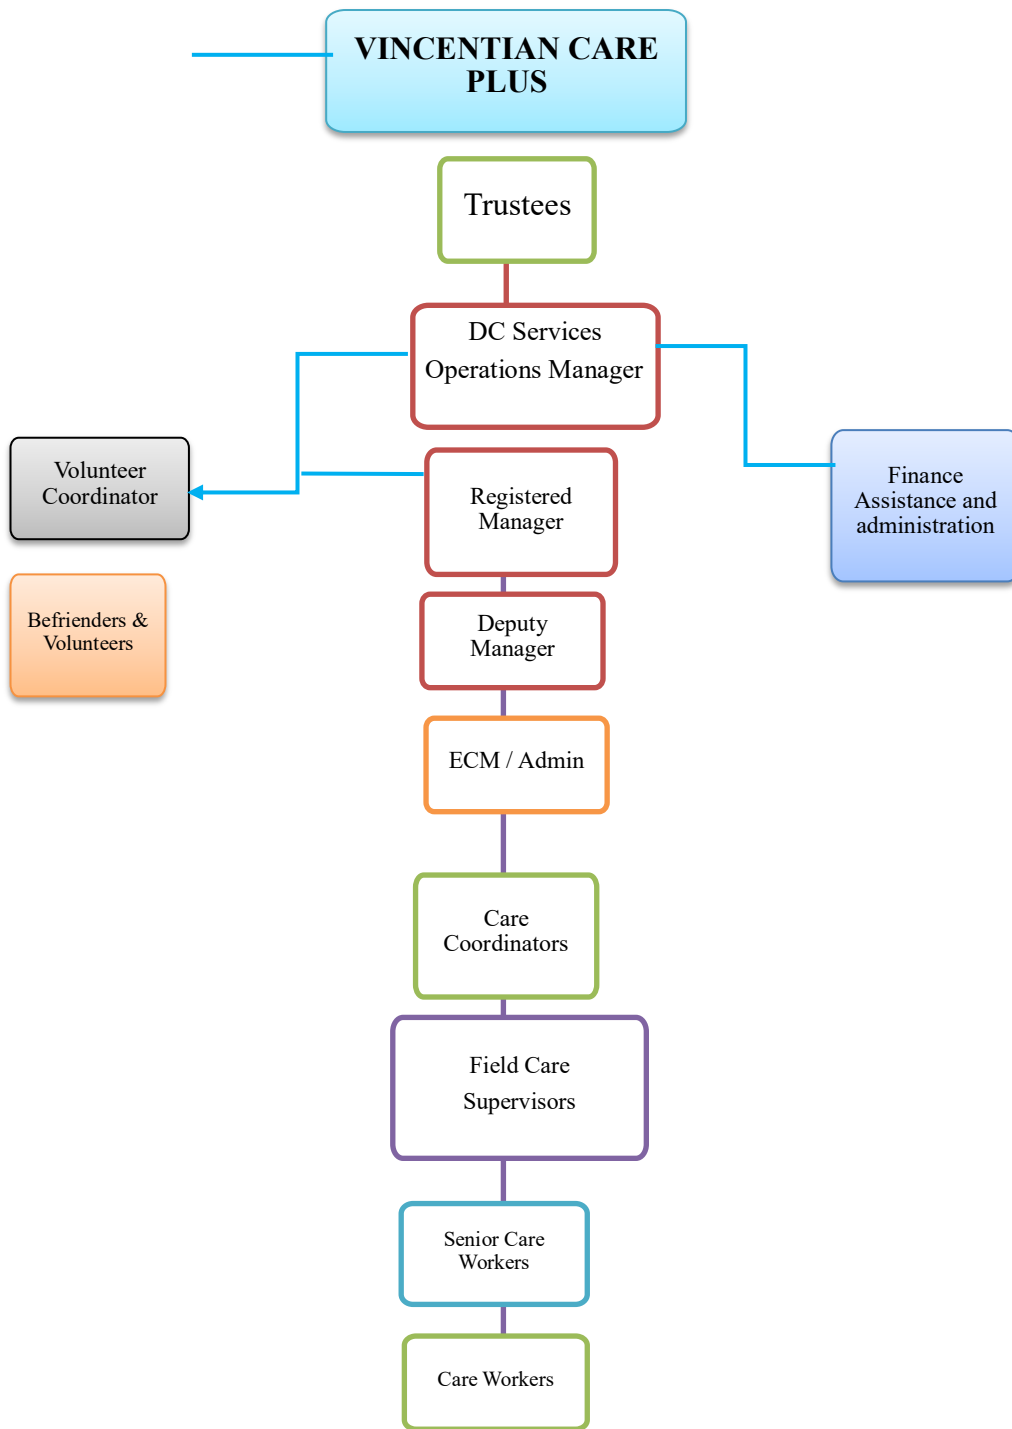 VINCENTIAN CARE
PLUS
Trustees
DC Services
Operations Manager
Volunteer
Coordinator
Registered
Manager
Finance
Assistance and
administration
Befrienders &
Volunteers
Deputy
Manager
ECM / Admin
Care
Coordinators
Field Care
Supervisors
Senior Care
Workers
Care Workers